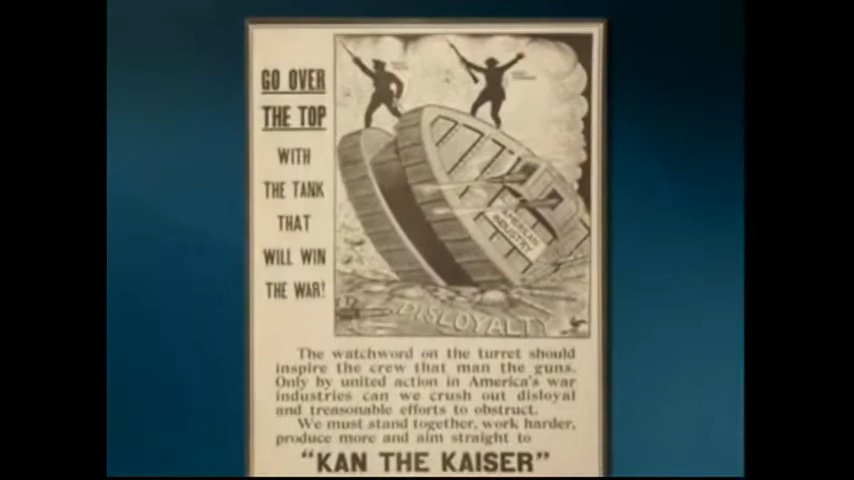 GO OVER
THE TOP
WITH
THE TANK
THAT
WILL WIN
THE WAR!
AMERICAN
INDUSTRY
DISLOYALTY
The watchword on the turret should
inspire the crew that man the guns.
Only by united action in America's war
industries can we crush out disloyal
and treasonable efforts to obstruct.
We must stand together, work harder,
produce more and aim straight to
"KAN THE KAISER"